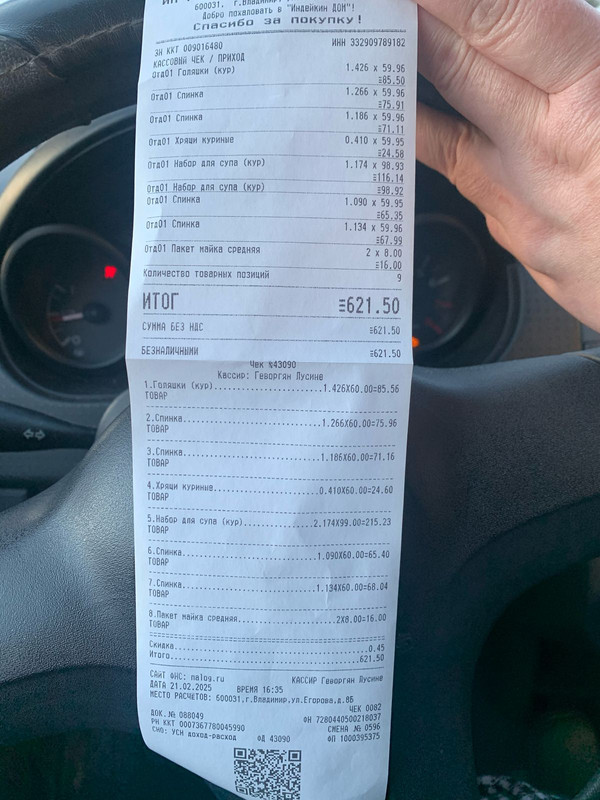 600031, г.Владимир,
Добро пожаловать в "Индейкин ДОМ"!
Спасибо за покупку!
ЗН ККТ 009016480 ИНН 332909789182
КАССОВЫЙ ЧЕК / ПРИХОД
Отд01 Голяшки (кур) 1.426 x 59.96
≡85.50
Отд01 Спинка 1.266 x 59.96
≡75.91
Отд01 Спинка 1.186 x 59.96
≡71.11
Отд01 Хрящи куриные 0.410 x 59.95
≡24.58
Отд01 Набор для супа (кур) 1.174 x 98.93
≡116.14
Отд01 Набор для супа (кур) ≡98.92
Отд01 Спинка 1.090 x 59.95
≡65.35
Отд01 Спинка 1.134 x 59.96
≡67.99
Отд01 Пакет майка средняя 2 x 8.00
≡16.00
Количество товарных позиций 9
ИТОГ ≡621.50
СУММА БЕЗ НДС ≡621.50
БЕЗНАЛИЧНЫМИ ≡621.50
Чек №43090
Кассир: Геворгян Лусине
1.Голяшки (кур)..................1.426X60.00=85.56
ТОВАР
2.Спинка.........................1.266X60.00=75.96
ТОВАР
3.Спинка.........................1.186X60.00=71.16
ТОВАР
4.Хрящи куриные..................0.410X60.00=24.60
ТОВАР
5.Набор для супа (кур)..........2.174X99.00=215.23
ТОВАР
6.Спинка.........................1.090X60.00=65.40
ТОВАР
7.Спинка.........................1.134X60.00=68.04
ТОВАР
8.Пакет майка средняя..................2X8.00=16.00
ТОВАР
Скидка........................................0.45
Итого.......................................621.50
САЙТ ФНС: nalog.ru КАССИР Геворгян Лусине
ДАТА 21.02.2025 ВРЕМЯ 16:35
МЕСТО РАСЧЕТОВ: 600031,г.Владимир,ул.Егорова,д.8Б
ЧЕК 0082
ДОК.№ 088049 ФН 7280440500218037
РН ККТ 0007367780045990 СМЕНА № 0596
СНО: УСН доход-расход ФД 43090 ФП 1000395375